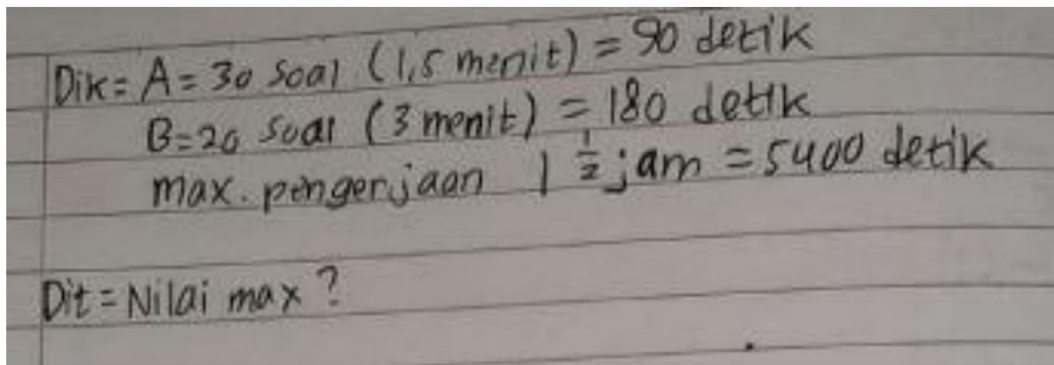 Dik = A = 30 Soal (1,5 menit) = 90 detik
B = 20 Soal (3 menit) = 180 detik
max. pengerjaan 1 1/2 jam = 5400 detik
Dit = Nilai max ?